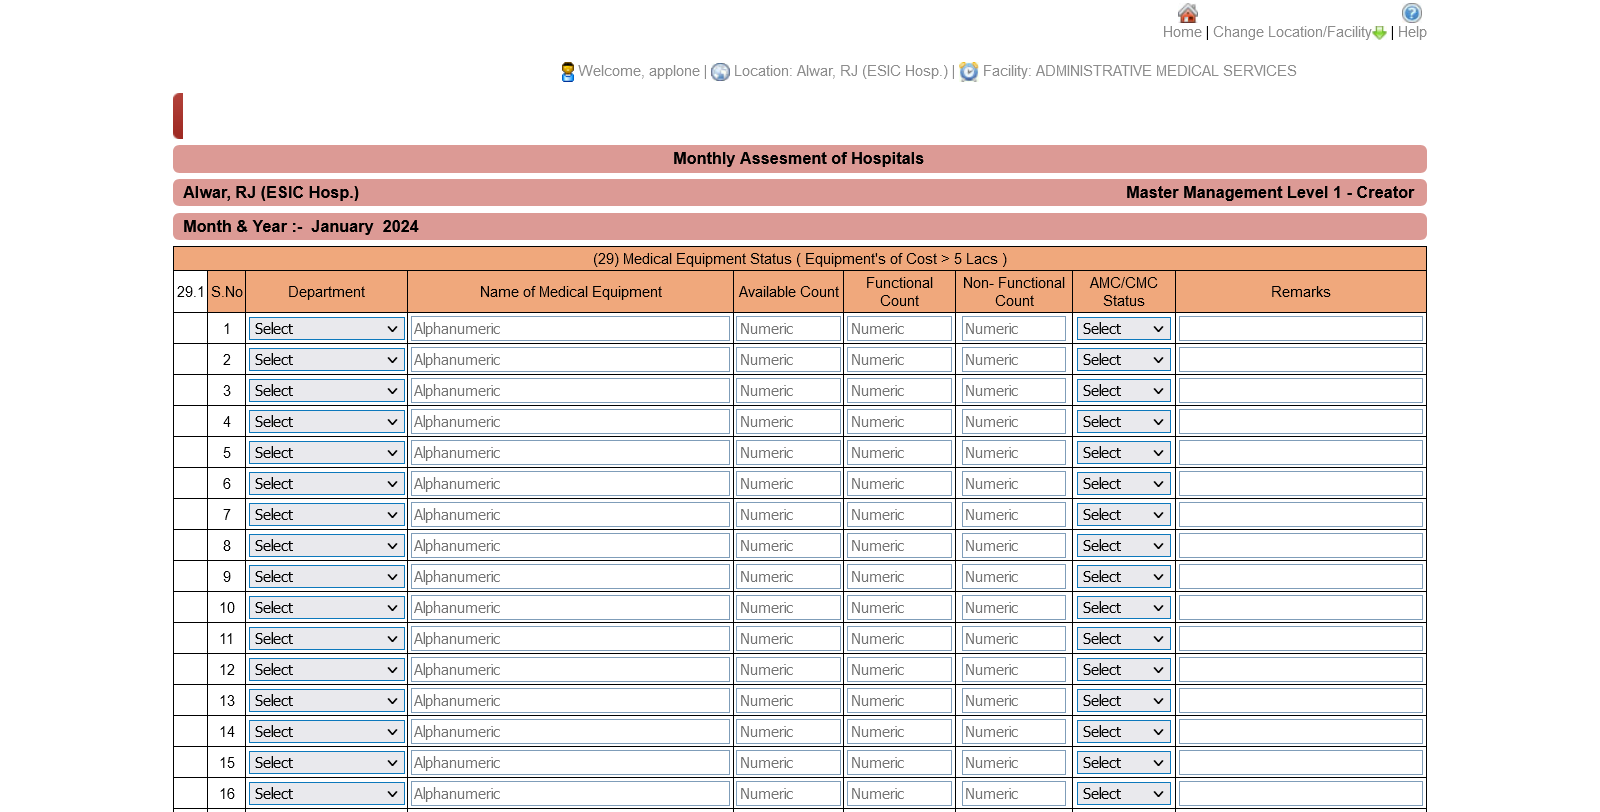 Home | Change Location/Facility | Help
Welcome, applone | Location: Alwar, RJ (ESIC Hosp.) | Facility: ADMINISTRATIVE MEDICAL SERVICES
Monthly Assesment of Hospitals
Alwar, RJ (ESIC Hosp.) Master Management Level 1 - Creator
Month & Year :- January 2024
(29) Medical Equipment Status ( Equipment's of Cost > 5 Lacs )
29.1 S.No Department Name of Medical Equipment Available Count Functional Count Non- Functional Count AMC/CMC Status Remarks
1 Select Alphanumeric Numeric Numeric Numeric Select
2 Select Alphanumeric Numeric Numeric Numeric Select
3 Select Alphanumeric Numeric Numeric Numeric Select
4 Select Alphanumeric Numeric Numeric Numeric Select
5 Select Alphanumeric Numeric Numeric Numeric Select
6 Select Alphanumeric Numeric Numeric Numeric Select
7 Select Alphanumeric Numeric Numeric Numeric Select
8 Select Alphanumeric Numeric Numeric Numeric Select
9 Select Alphanumeric Numeric Numeric Numeric Select
10 Select Alphanumeric Numeric Numeric Numeric Select
11 Select Alphanumeric Numeric Numeric Numeric Select
12 Select Alphanumeric Numeric Numeric Numeric Select
13 Select Alphanumeric Numeric Numeric Numeric Select
14 Select Alphanumeric Numeric Numeric Numeric Select
15 Select Alphanumeric Numeric Numeric Numeric Select
16 Select Alphanumeric Numeric Numeric Numeric Select